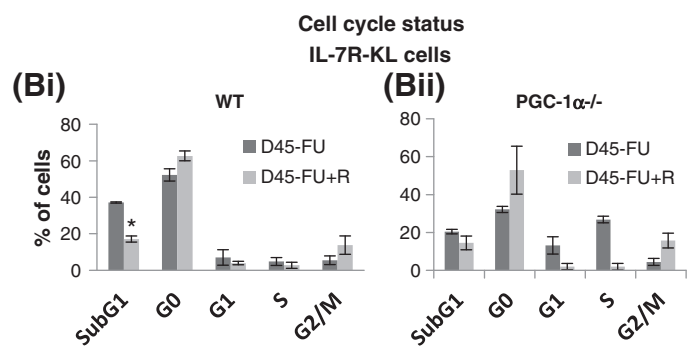 Cell cycle status
IL-7R-KL cells
(Bi)
WT
% of cells
80
60
40
20
0
D45-FU
D45-FU+R
*
SubG1
G0
G1
S
G2/M
(Bii)
PGC-1α-/-
80
60
40
20
0
D45-FU
D45-FU+R
SubG1
G0
G1
S
G2/M